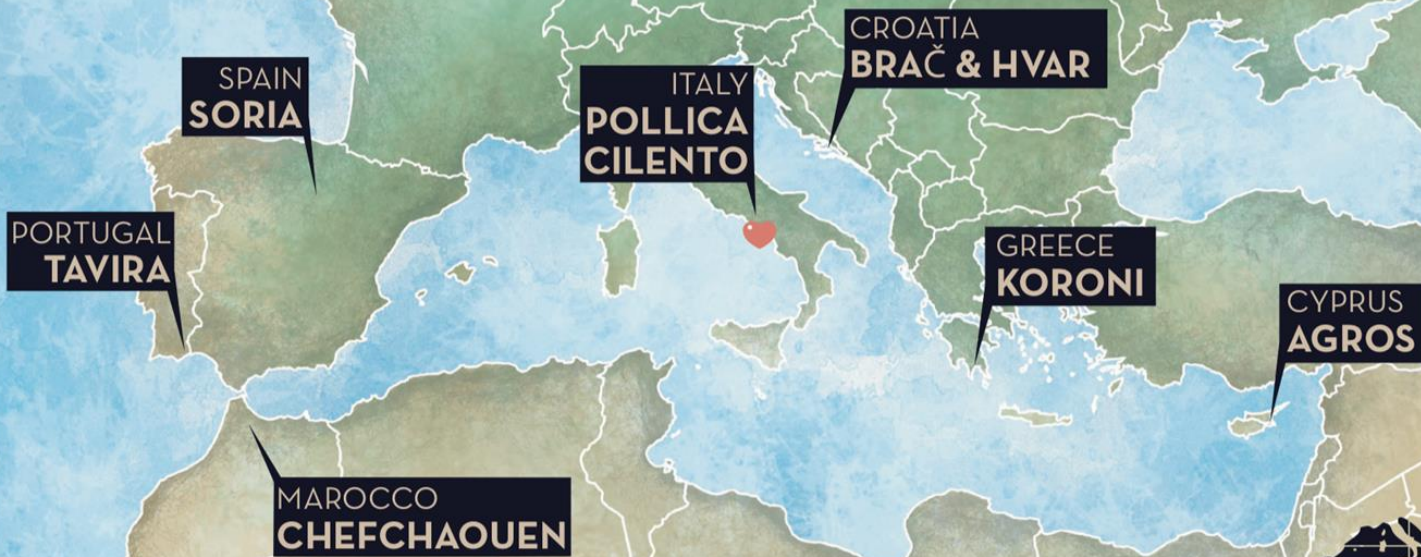 CROATIA
BRAČ & HVAR
SPAIN
SORIA
ITALY
POLLICA
CILENTO
PORTUGAL
TAVIRA
GREECE
KORONI
CYPRUS
AGROS
MAROCCO
CHEFCHAOUEN